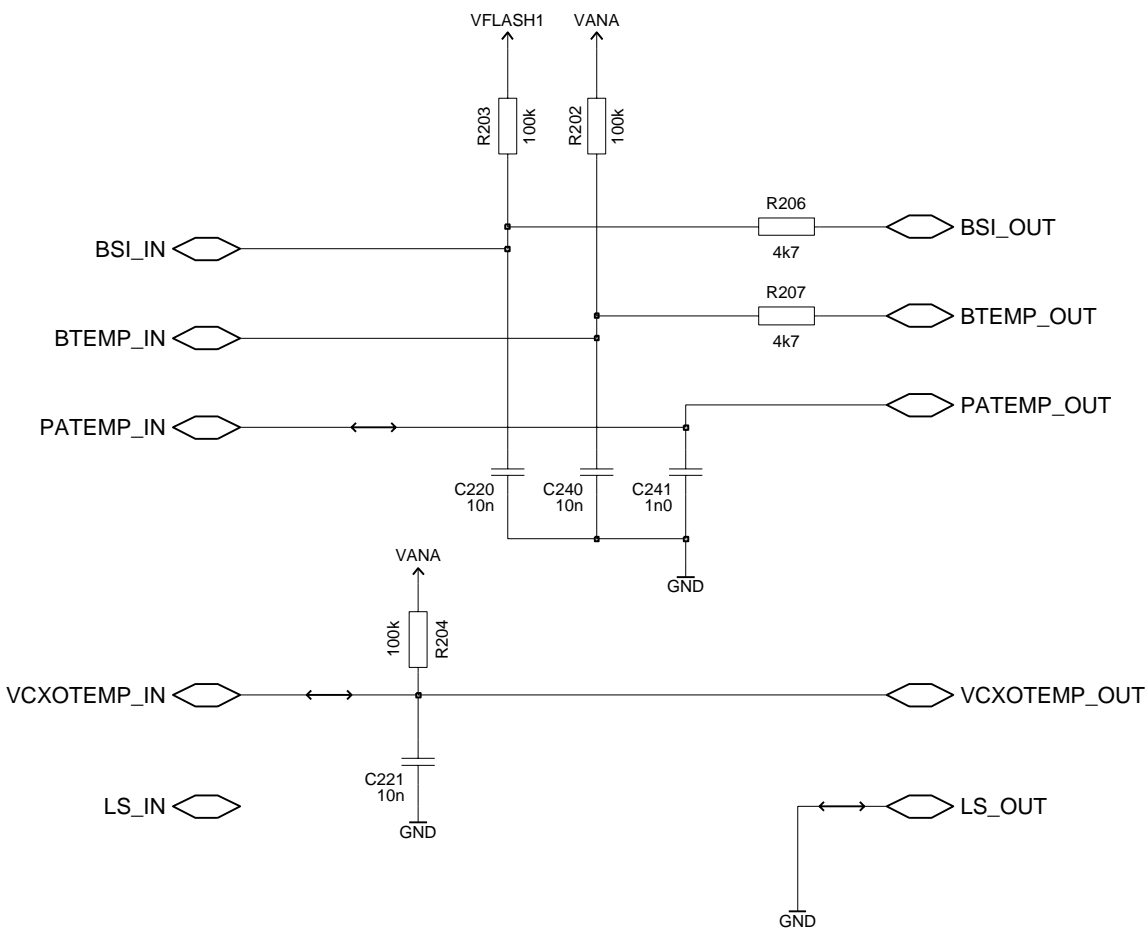 VFLASH1 VANA
R203 100k R202 100k
R206
BSI_OUT
BSI_IN
4k7
R207
BTEMP_OUT
BTEMP_IN
4k7
PATEMP_OUT
PATEMP_IN
C220 C240 C241
10n 10n 1n0
VANA
GND
100k R204
VCXOTEMP_IN VCXOTEMP_OUT
C221
10n
LS_IN LS_OUT
GND
GND